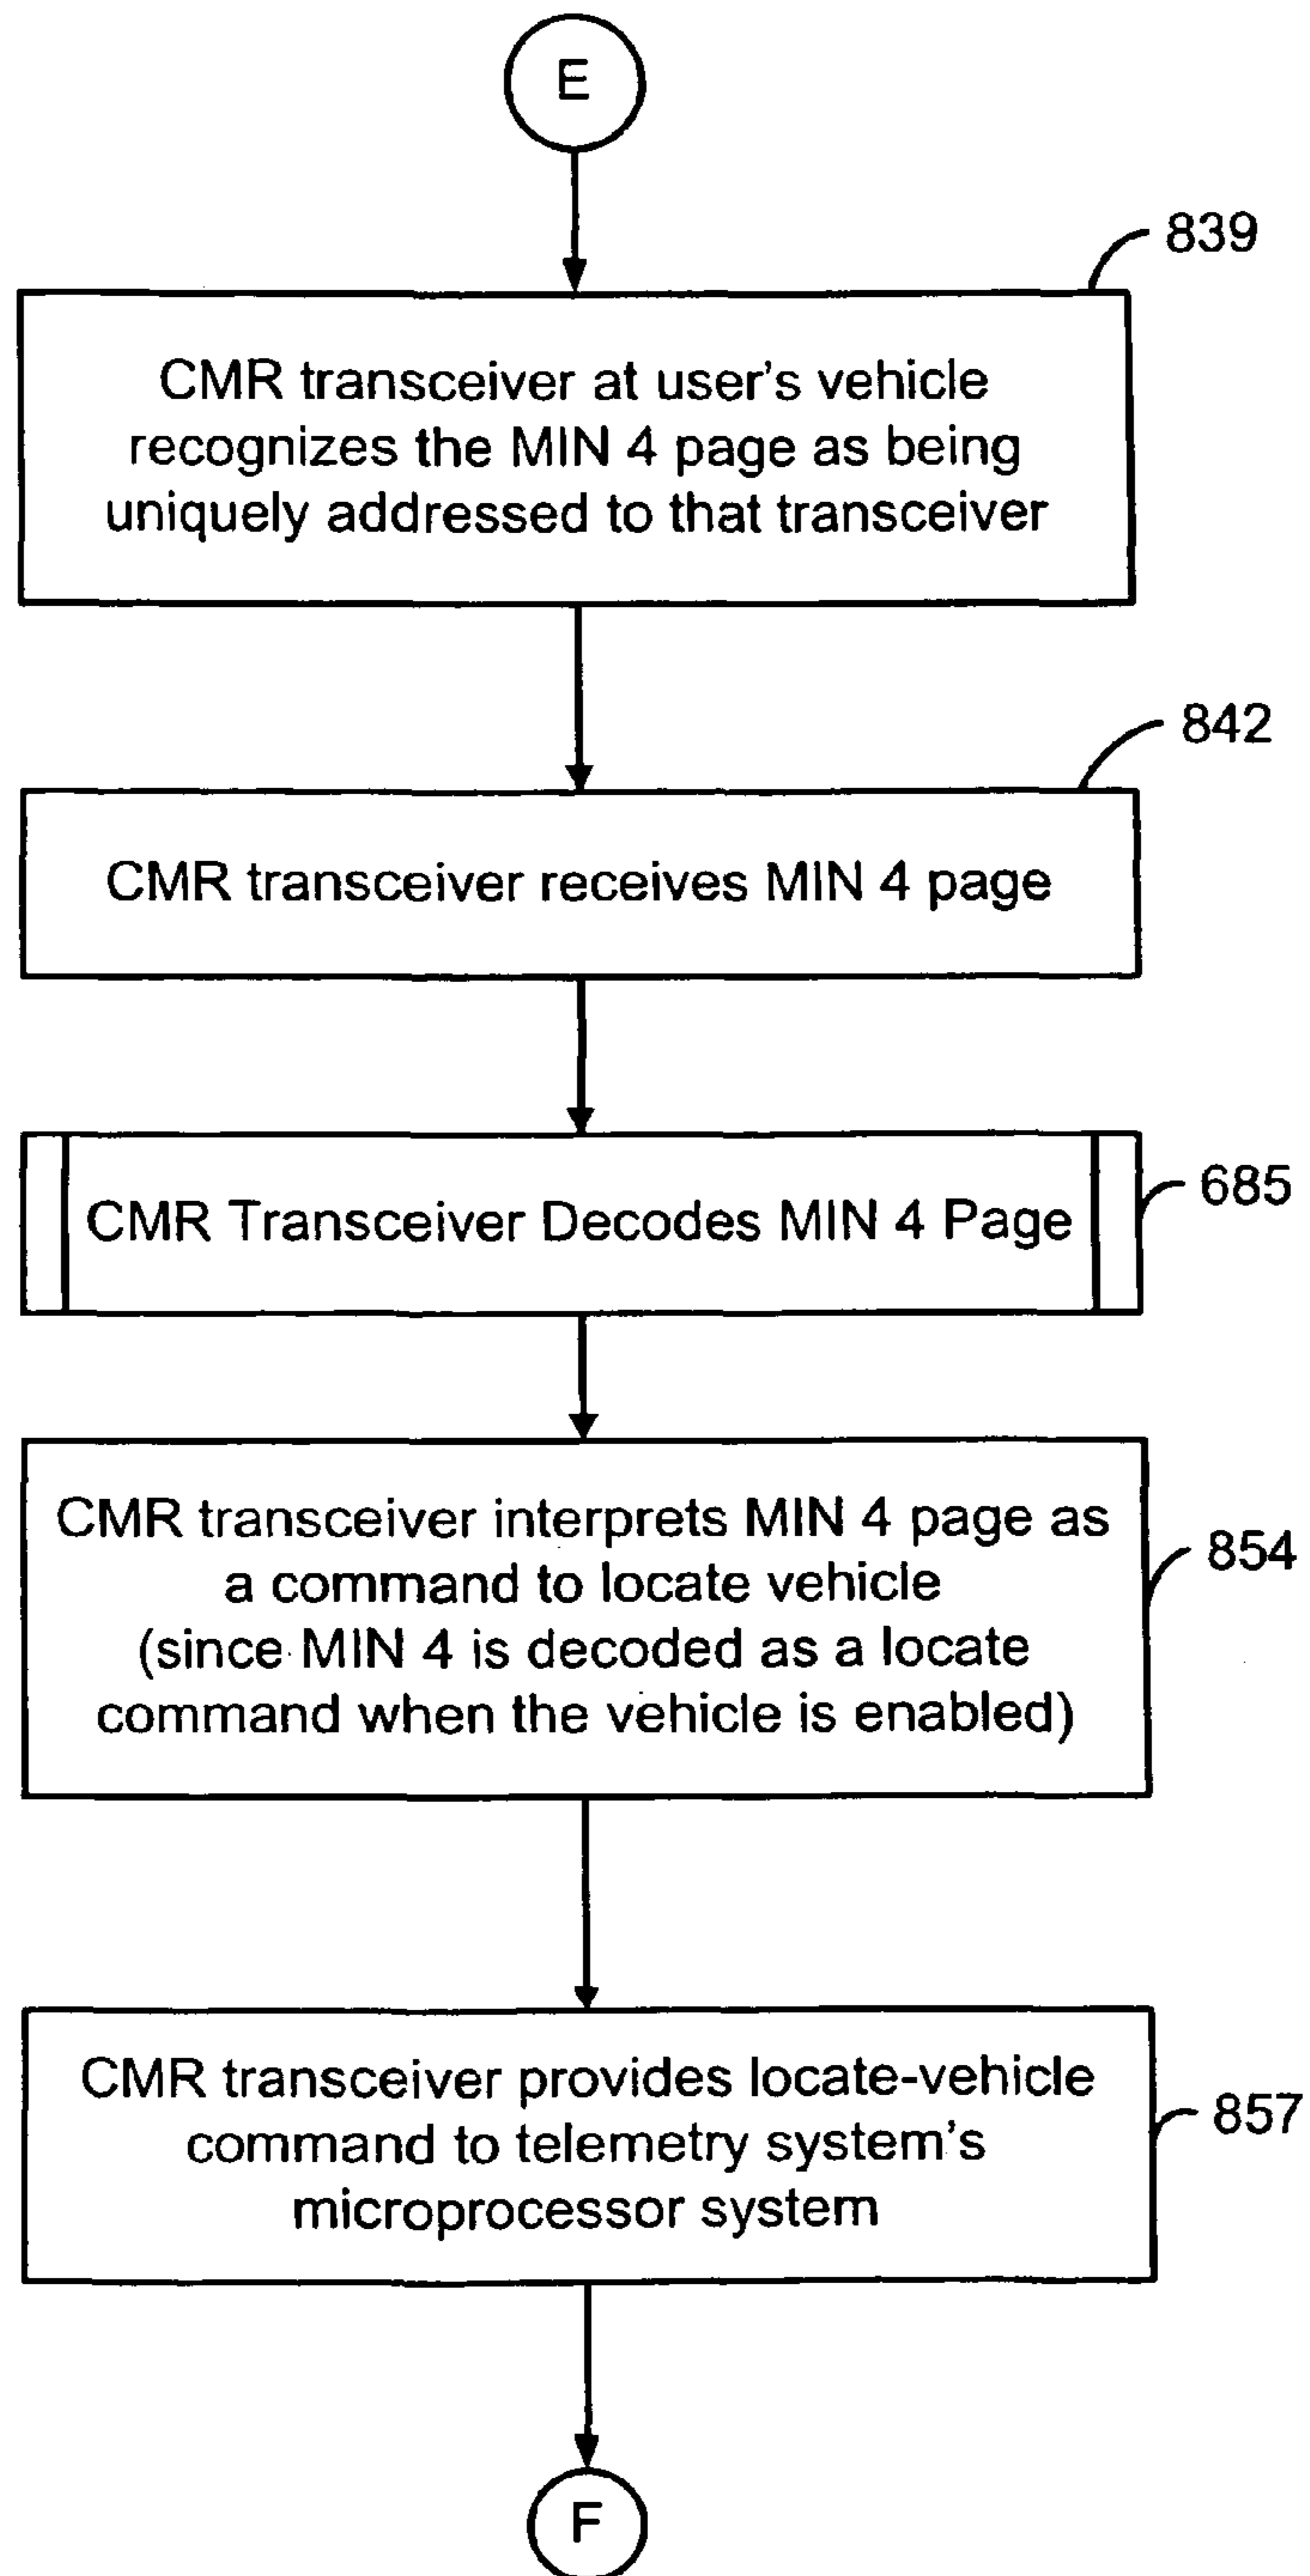 E
839
CMR transceiver at user's vehicle
recognizes the MIN 4 page as being
uniquely addressed to that transceiver
842
CMR transceiver receives MIN 4 page
685
CMR Transceiver Decodes MIN 4 Page
854
CMR transceiver interprets MIN 4 page as
a command to locate vehicle
(since MIN 4 is decoded as a locate
command when the vehicle is enabled)
857
CMR transceiver provides locate-vehicle
command to telemetry system's
microprocessor system
F